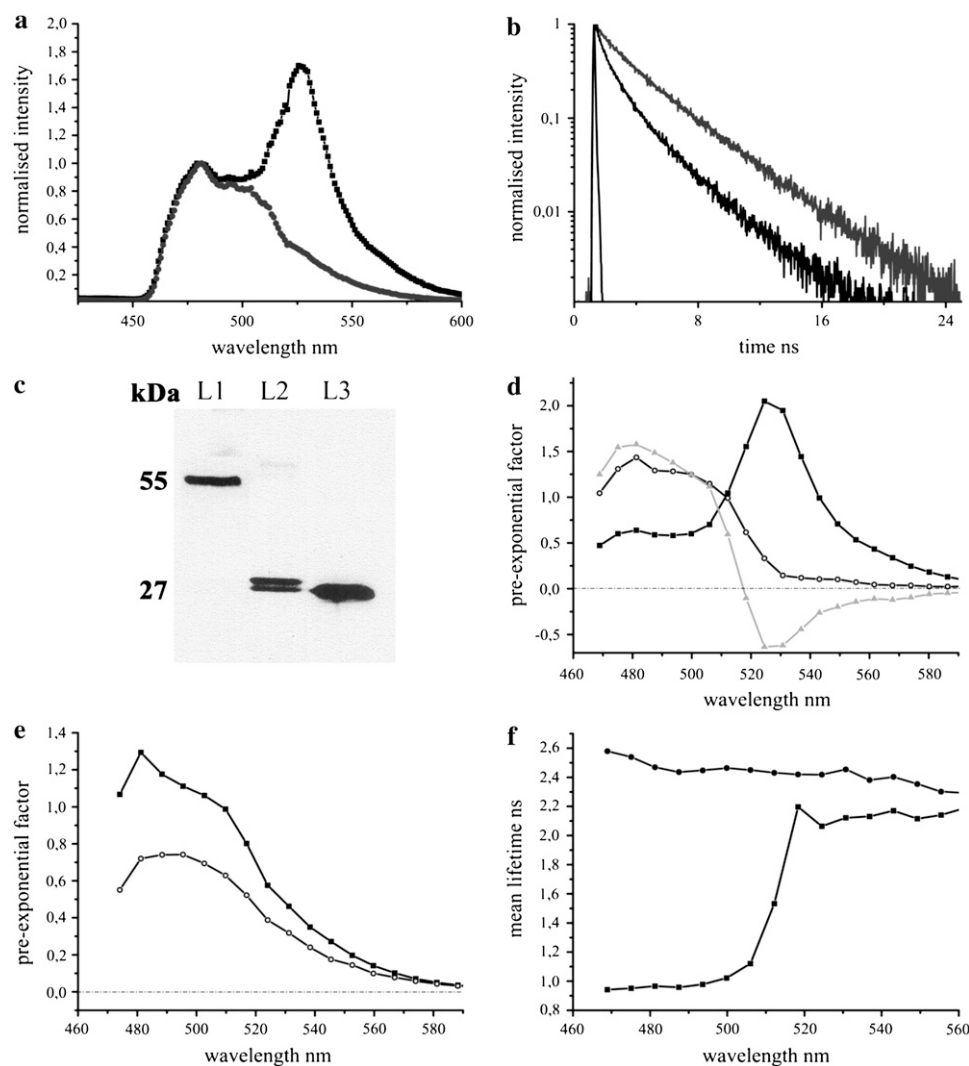 a
2,0
1,8
1,6
1,4
1,2
1,0
0,8
0,6
0,4
0,2
normalised intensity
450 500 550 600
wavelength nm
b
1
0,1
0,01
normalised intensity
0 8 16 24
time ns
c
kDa L1 L2 L3
55
27
d
2,0
1,5
1,0
0,5
0,0
-0,5
pre-exponential factor
460 480 500 520 540 560 580
wavelength nm
e
1,4
1,2
1,0
0,8
0,6
0,4
0,2
0,0
pre-exponential factor
460 480 500 520 540 560 580
wavelength nm
f
2,6
2,4
2,2
2,0
1,8
1,6
1,4
1,2
1,0
0,8
mean lifetime ns
460 480 500 520 540 560
wavelength nm